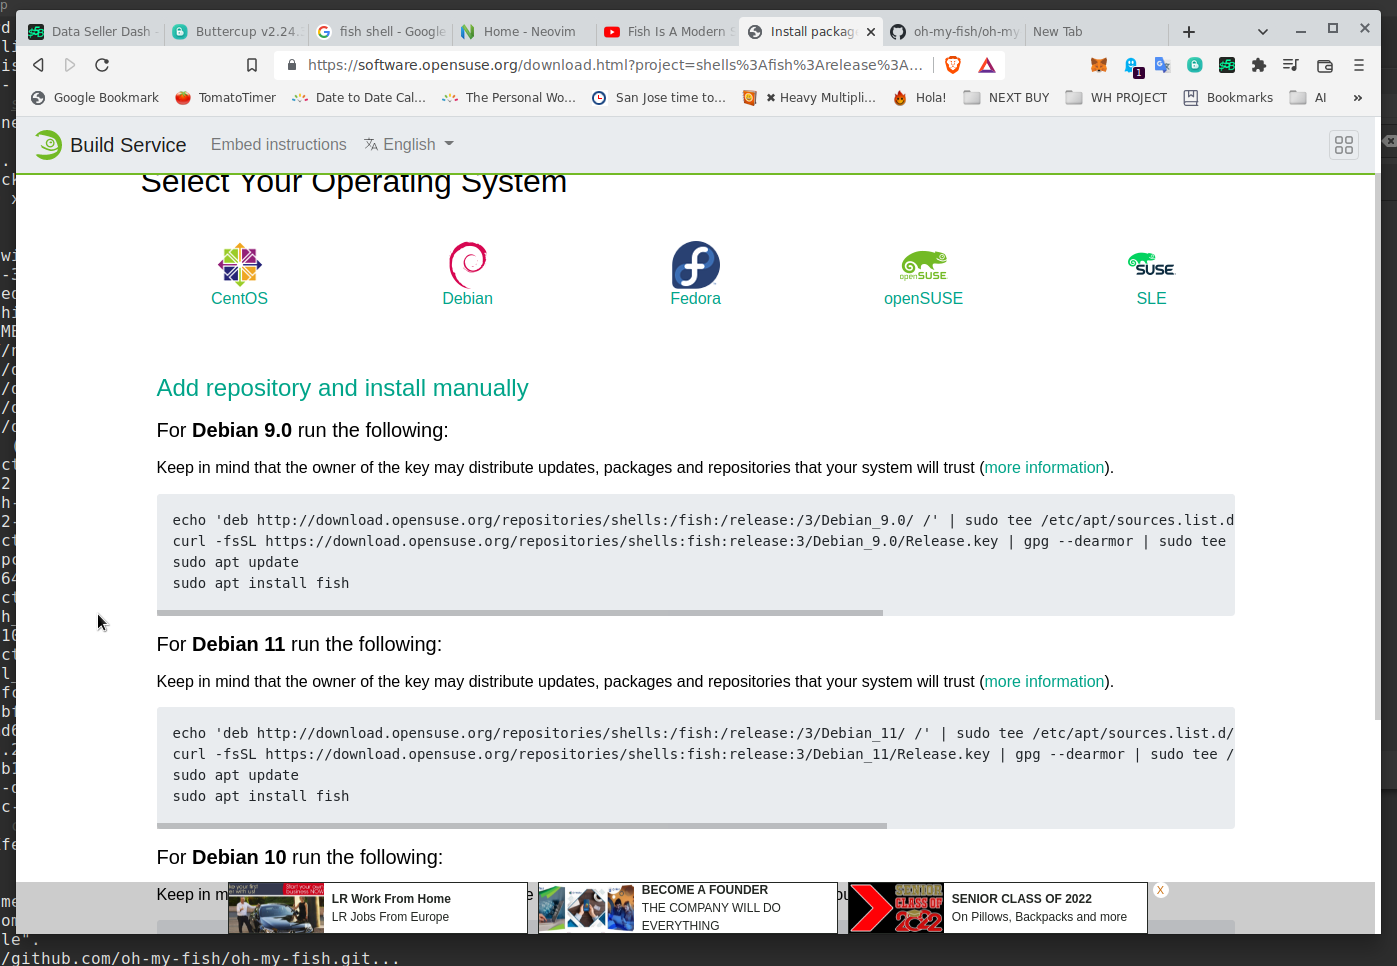 Data Seller Dash
Buttercup v2.24.
fish shell - Google
Home - Neovim
Fish Is A Modern S
Install packag
oh-my-fish/oh-my
New Tab
https://software.opensuse.org/download.html?project=shells%3Afish%3Arelease%3A...
1
Google Bookmark
TomatoTimer
Date to Date Cal...
The Personal Wo...
San Jose time to...
✖ Heavy Multipli...
Hola!
NEXT BUY
WH PROJECT
Bookmarks
AI
»
Build Service
Embed instructions
English
Select Your Operating System
openSUSE
SUSE
CentOS
Debian
Fedora
openSUSE
SLE
Add repository and install manually
For Debian 9.0 run the following:
Keep in mind that the owner of the key may distribute updates, packages and repositories that your system will trust (more information).
echo 'deb http://download.opensuse.org/repositories/shells:/fish:/release:/3/Debian_9.0/ /' | sudo tee /etc/apt/sources.list.d
curl -fsSL https://download.opensuse.org/repositories/shells:fish:release:3/Debian_9.0/Release.key | gpg --dearmor | sudo tee
sudo apt update
sudo apt install fish
For Debian 11 run the following:
Keep in mind that the owner of the key may distribute updates, packages and repositories that your system will trust (more information).
echo 'deb http://download.opensuse.org/repositories/shells:/fish:/release:/3/Debian_11/ /' | sudo tee /etc/apt/sources.list.d/
curl -fsSL https://download.opensuse.org/repositories/shells:fish:release:3/Debian_11/Release.key | gpg --dearmor | sudo tee /
sudo apt update
sudo apt install fish
For Debian 10 run the following:
Keep in m
LR Work From Home
LR Jobs From Europe
BECOME A FOUNDER
THE COMPANY WILL DO
EVERYTHING
SENIOR
CLASS OF
2022
SENIOR CLASS OF 2022
On Pillows, Backpacks and more
X
le".
/github.com/oh-my-fish/oh-my-fish.git...